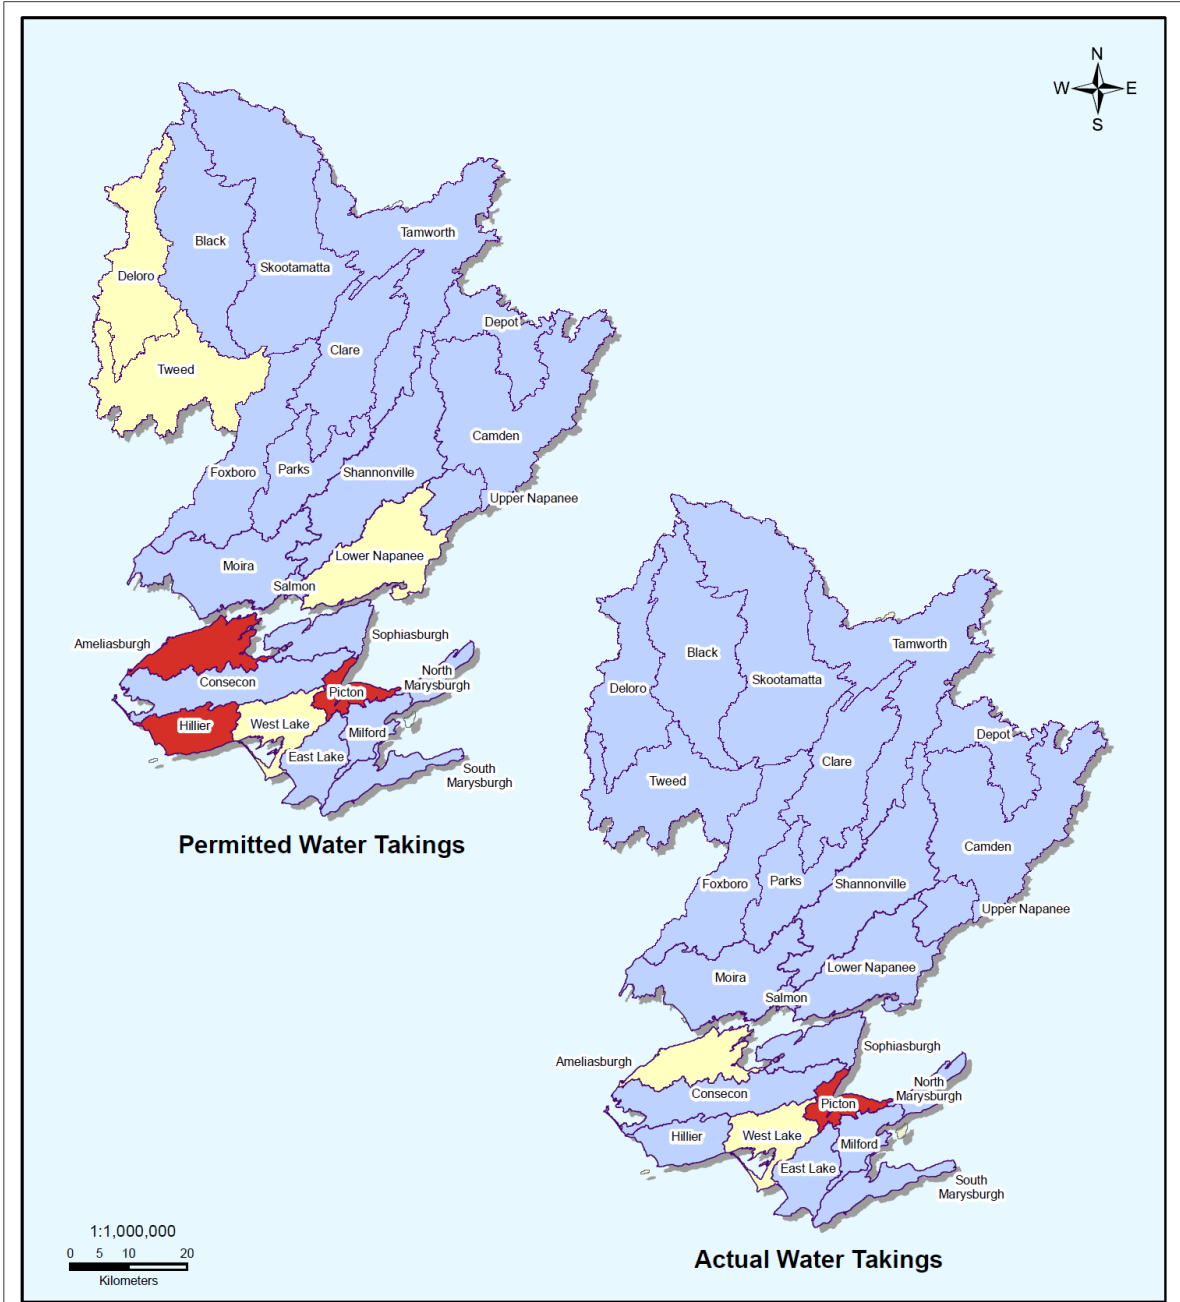 N
W E
S
Black
Tamworth
Skootamatta
Deloro
Depot
Clare
Tweed
Camden
Foxboro
Parks
Shannonville
Upper Napanee
Lower Napanee
Moira
Salmon
Ameliasburgh
Sophiasburgh
Consecon
North
Marysburgh
Picton
Hillier
West Lake
Milford
East Lake
South
Marysburgh
Permitted Water Takings
Black
Tamworth
Skootamatta
Deloro
Depot
Clare
Tweed
Camden
Foxboro
Parks
Shannonville
Upper Napanee
Lower Napanee
Moira
Salmon
Ameliasburgh
Sophiasburgh
Consecon
North
Marysburgh
Picton
Hillier
West Lake
Milford
East Lake
South
Marysburgh
Actual Water Takings
1:1,000,000
0 5 10 20
Kilometers